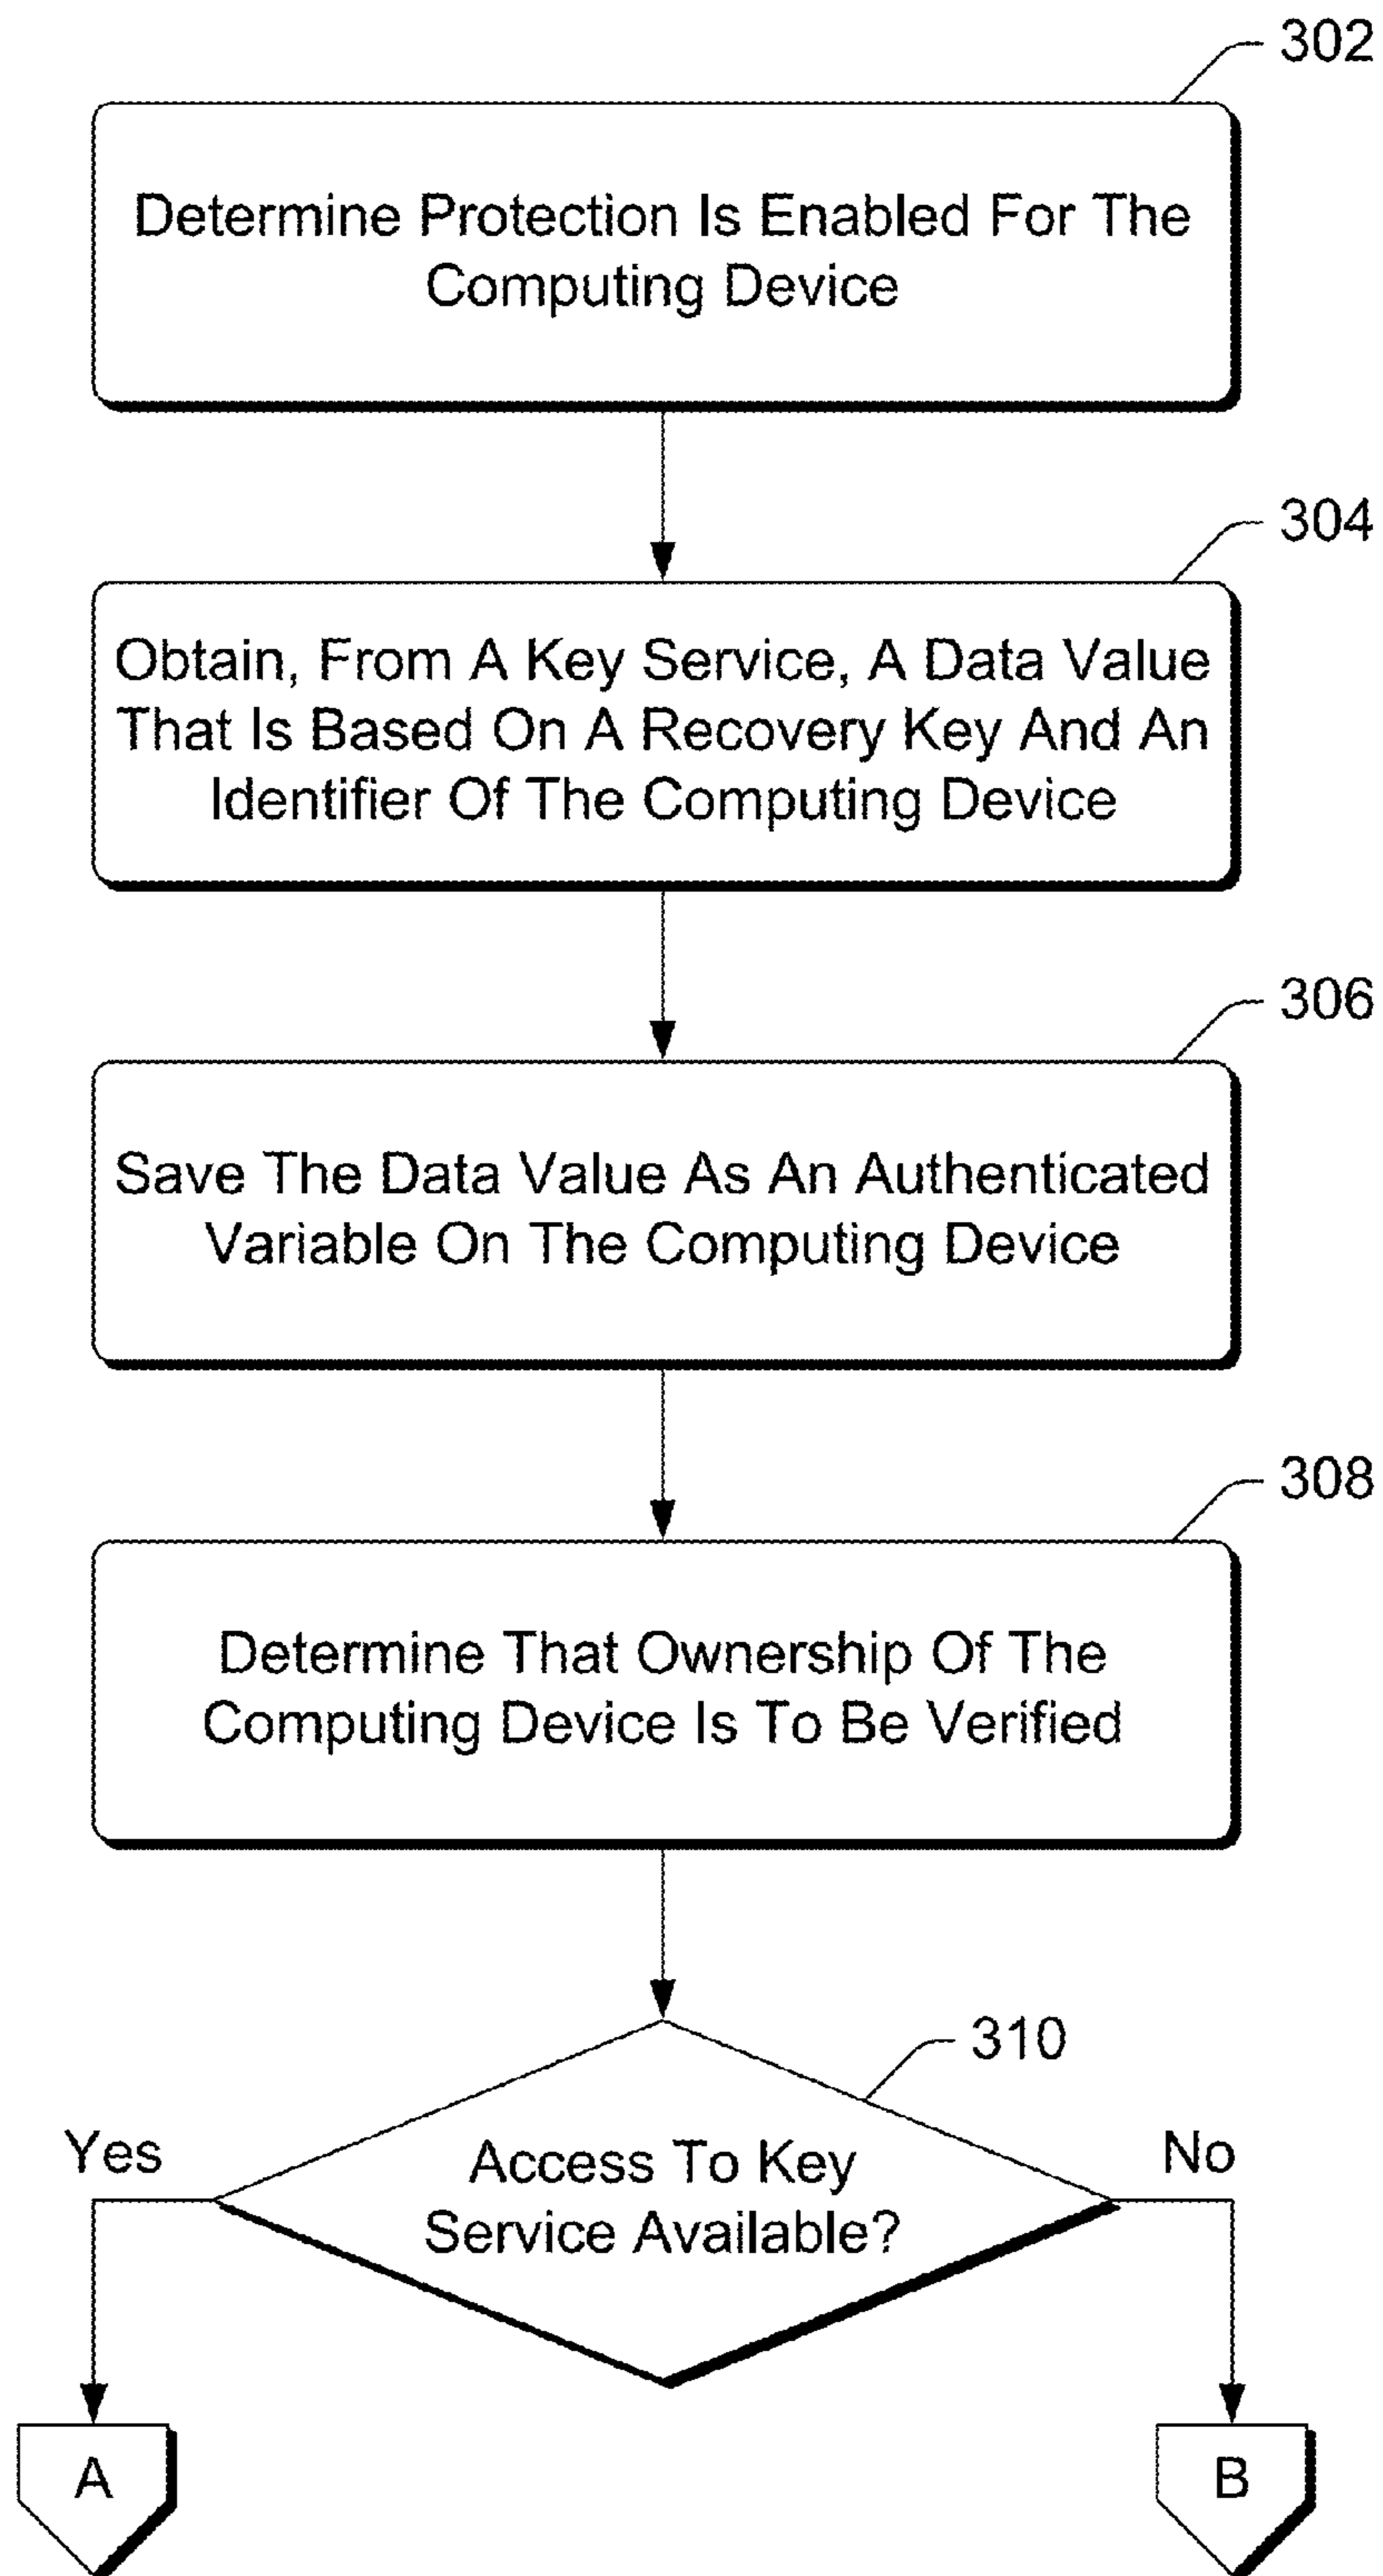 302
Determine Protection Is Enabled For The
Computing Device
304
Obtain, From A Key Service, A Data Value
That Is Based On A Recovery Key And An
Identifier Of The Computing Device
306
Save The Data Value As An Authenticated
Variable On The Computing Device
308
Determine That Ownership Of The
Computing Device Is To Be Verified
310
Yes
Access To Key
Service Available?
No
A
B